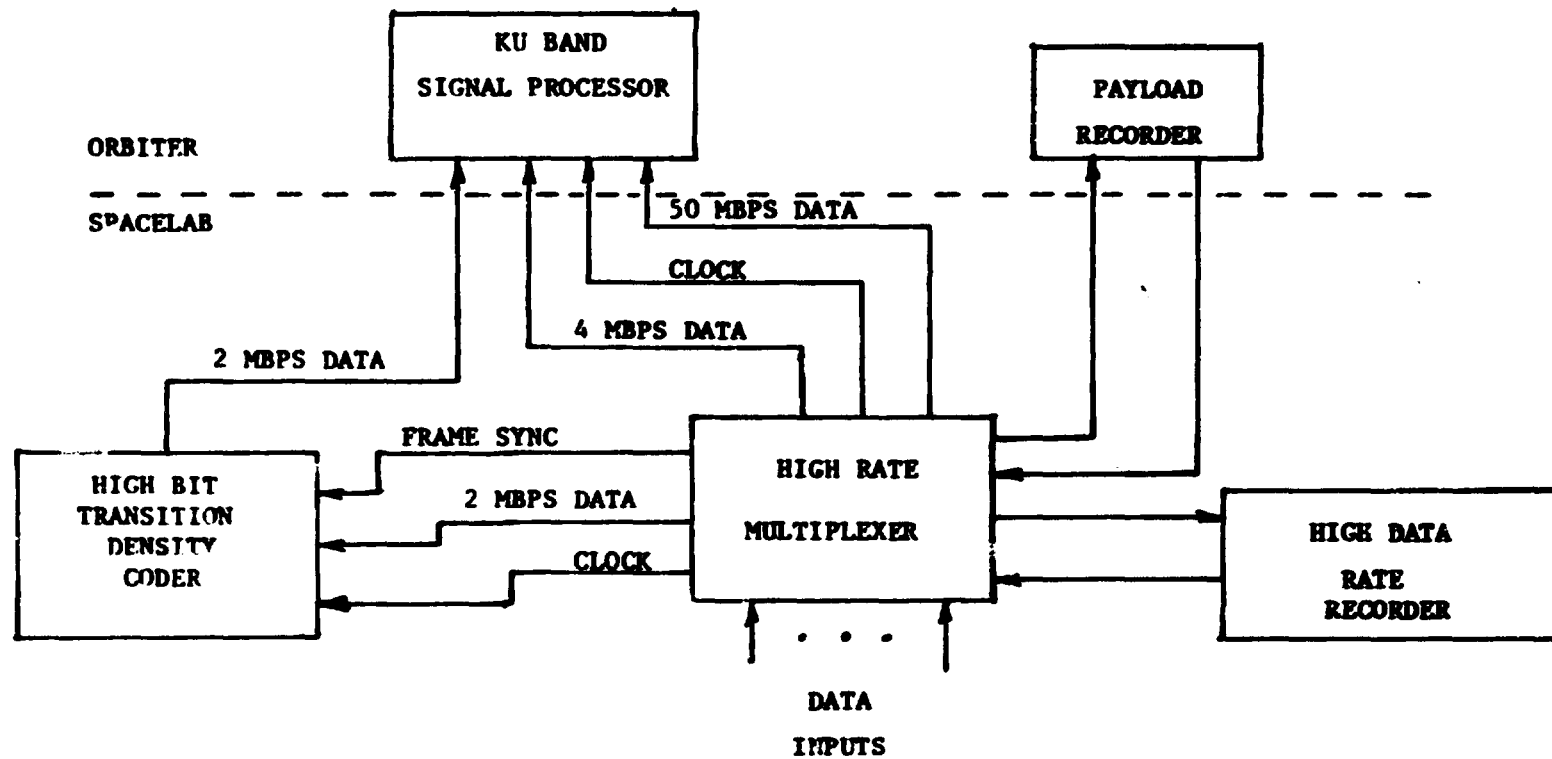 KU BAND
SIGNAL PROCESSOR
PAYLOAD
RECORDER
ORBITER
SPACELAB
50 MBPS DATA
CLOCK
4 MBPS DATA
2 MBPS DATA
FRAME SYNC
2 MBPS DATA
CLOCK
HIGH BIT
TRANSITION
DENSITY
CODER
HIGH RATE
MULTIPLEXER
HIGH DATA
RATE
RECORDER
. . .
DATA
INPUTS